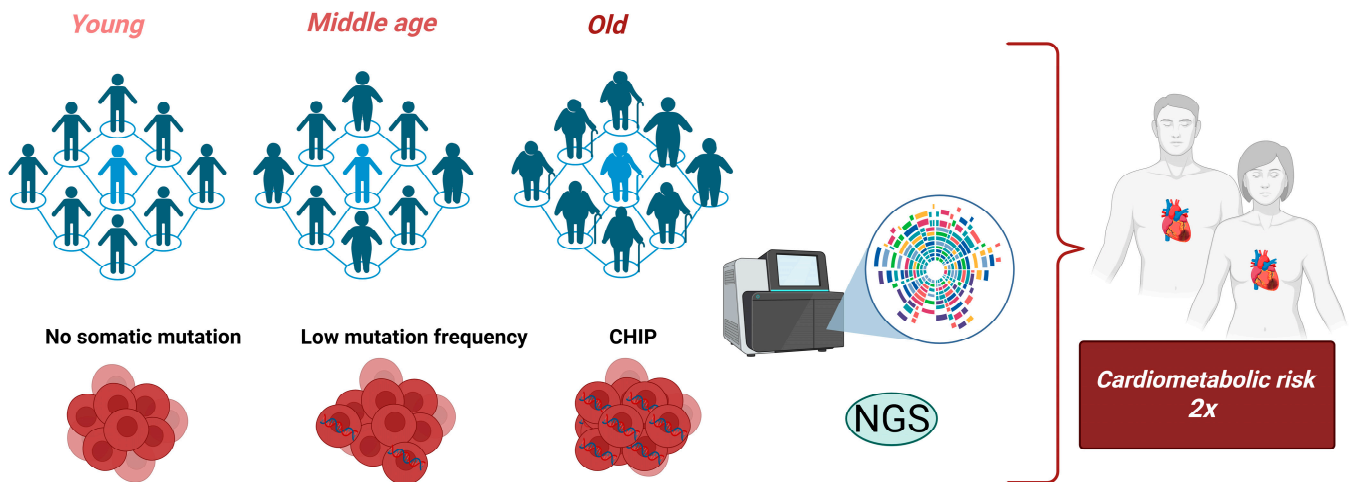 Young
Middle age
Old
No somatic mutation
Low mutation frequency
CHIP
NGS
Cardiometabolic risk
2x